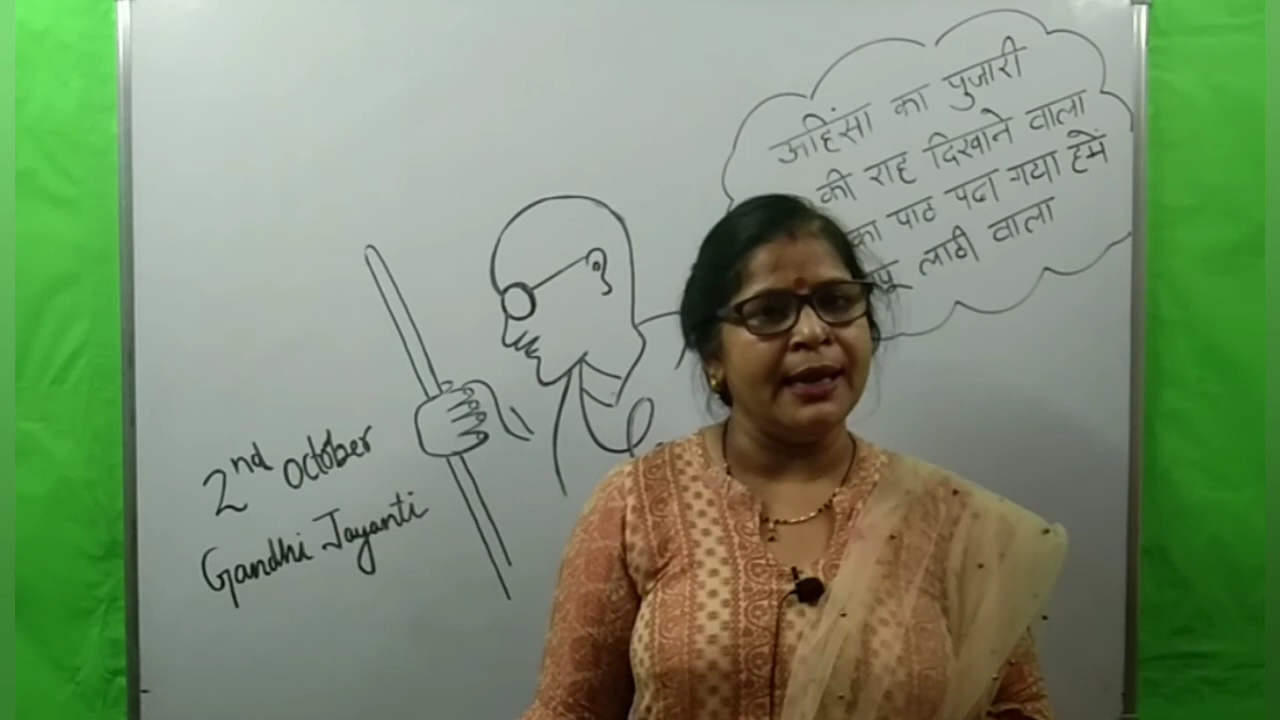 2nd October
Gandhi Jayanti
अहिंसा का पुजारी
की राह दिखाने वाला
का पाठ पढा गया हमें
लाठी वाला